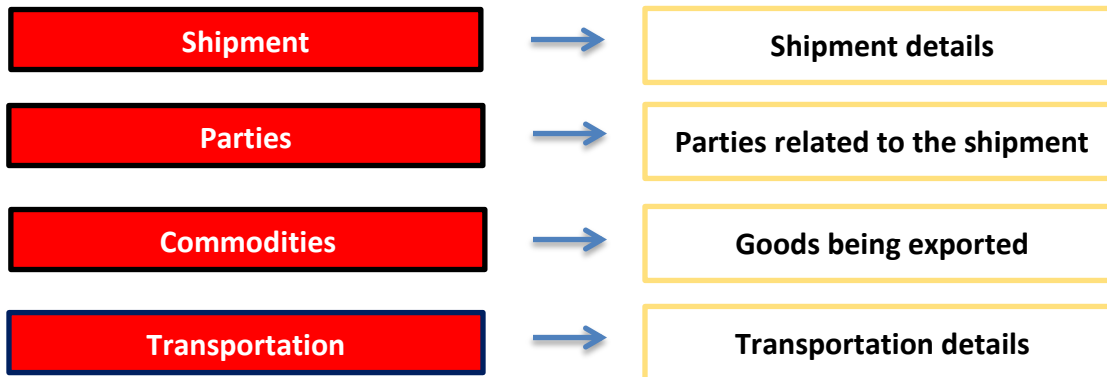 Shipment
Shipment details
Parties
Parties related to the shipment
Commodities
Goods being exported
Transportation
Transportation details